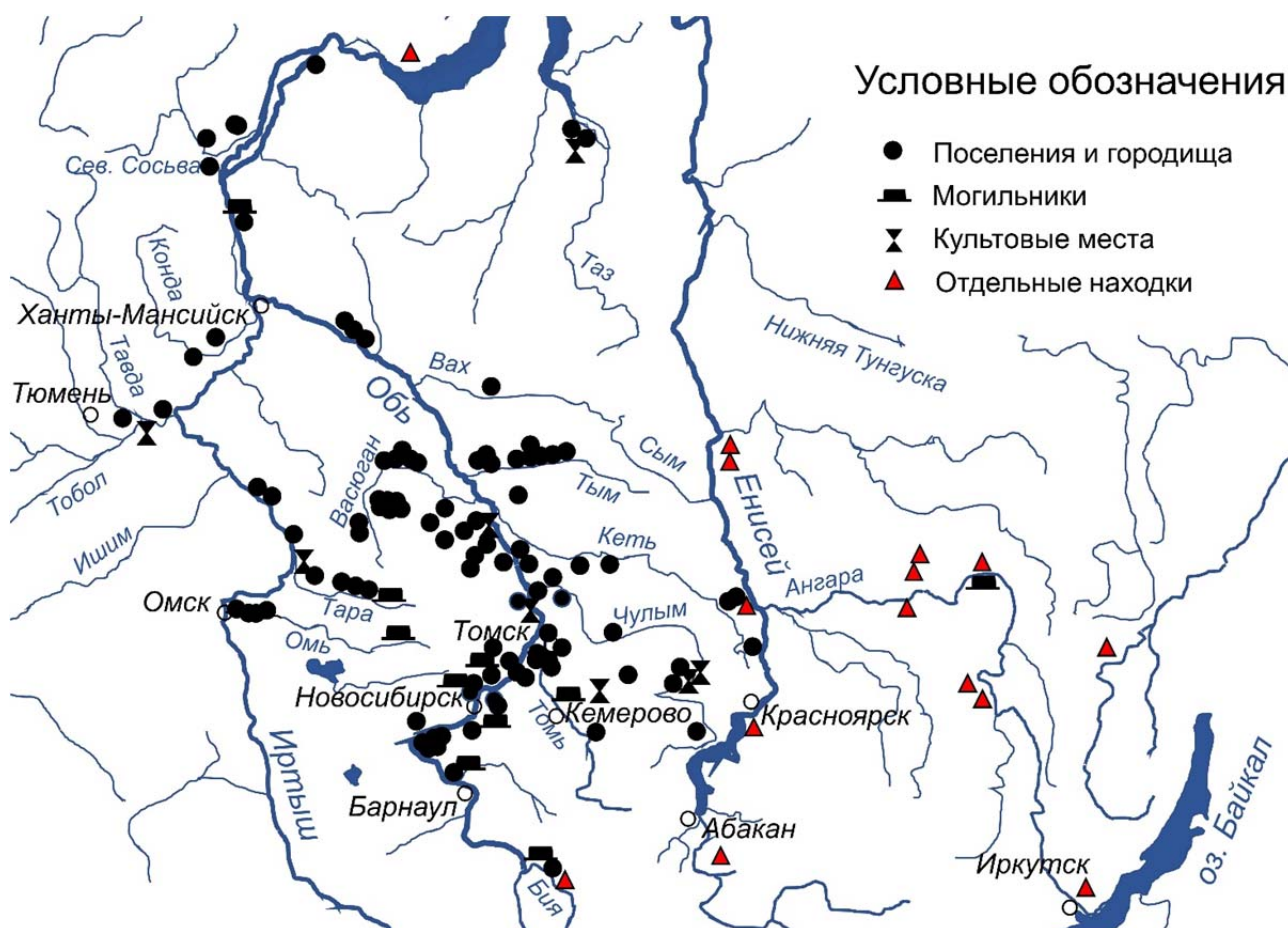 Условные обозначения
Поселения и городища
Могильники
Культовые места
Отдельные находки
Сев. Сосьва
Конда
Таз
Ханты-Мансийск
Нижняя Тунгуска
Тавда
Вах
Тюмень
Обь
Сым
Васюган
Тым
Енисей
Тобол
Ишим
Кеть
Ангара
Омск
Тара
Чулым
Омь
Томск
Новосибирск
Томь
Кемерово
Красноярск
Иртыш
Барнаул
Абакан
оз. Байкал
Иркутск
Бия